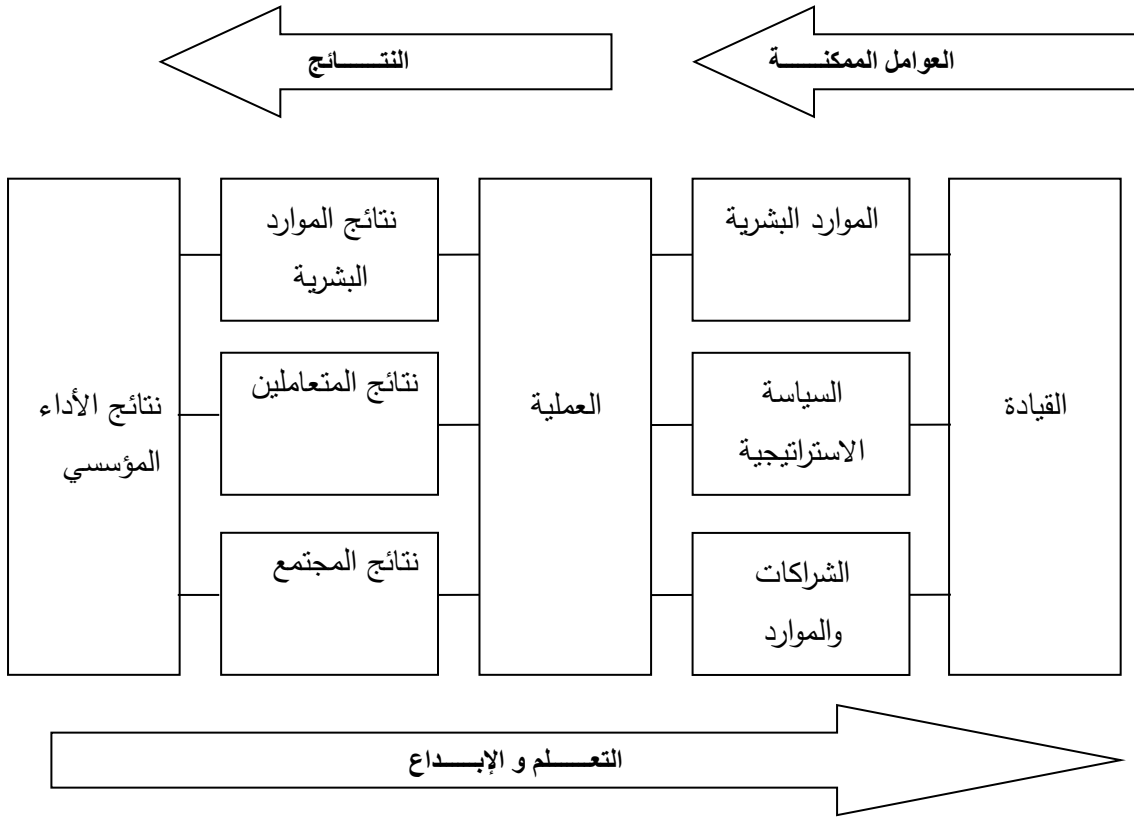 العوامل الممكنــــــة
النتـــــائج
القيادة
الموارد البشرية
السياسة
الاستراتيجية
الشراكات
والموارد
العملية
نتائج الموارد
البشرية
نتائج المتعاملين
نتائج المجتمع
نتائج الأداء
المؤسسي
التعـــــلم و الإبـــــداع